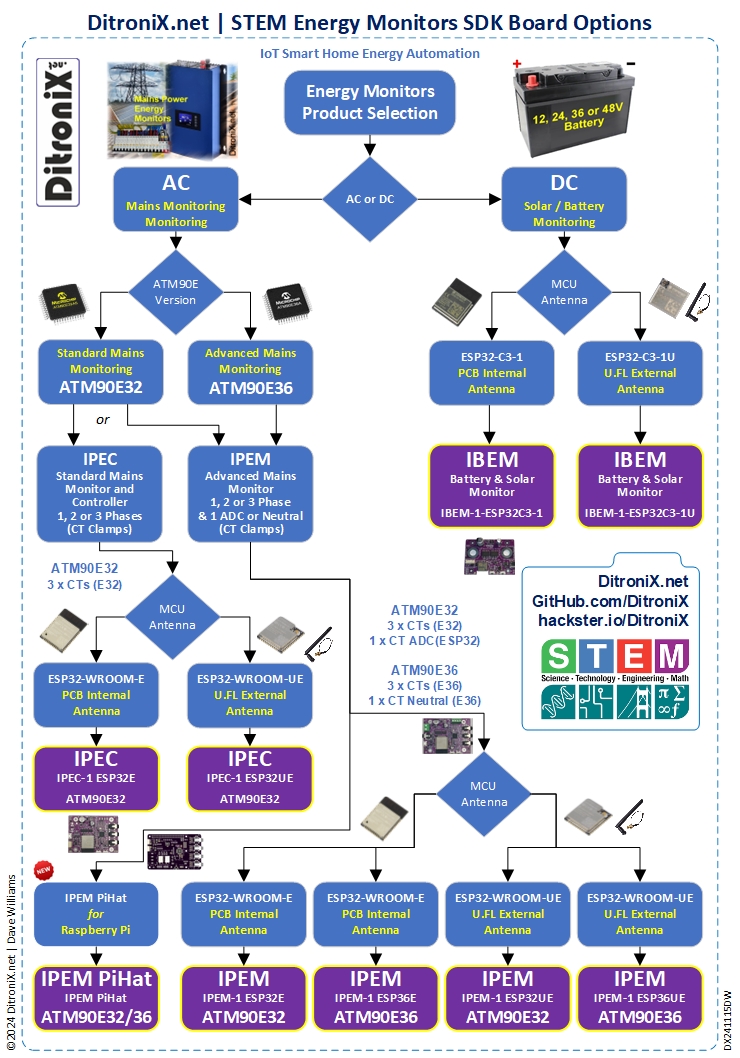 DitroniX.net | STEM Energy Monitors SDK Board Options
IoT Smart Home Energy Automation
DitroniX
.net
Mains Power
Energy
Monitors
DitroniX.net
Energy Monitors
Product Selection
+
-
12, 24, 36 or 48V
Battery
AC
Mains Monitoring
Monitoring
AC or DC
DC
Solar / Battery
Monitoring
ATM90E
Version
MCU
Antenna
MICROCHIP
ATM90E32AS
MICROCHIP
ATM90E36A
Standard Mains
Monitoring
ATM90E32
Advanced Mains
Monitoring
ATM90E36
ESP32-C3-1
PCB Internal
Antenna
ESP32-C3-1U
U.FL External
Antenna
or
IPEC
Standard Mains
Monitor and
Controller
1, 2 or 3 Phases
(CT Clamps)
IPEM
Advanced Mains
Monitor
1, 2 or 3 Phase
& 1 ADC or Neutral
(CT Clamps)
IBEM
Battery & Solar
Monitor
IBEM-1-ESP32C3-1
IBEM
Battery & Solar
Monitor
IBEM-1-ESP32C3-1U
ATM90E32
3 x CTs (E32)
MCU
Antenna
ATM90E32
3 x CTs (E32)
1 x CT ADC(ESP32)
ATM90E36
3 x CTs (E36)
1 x CT Neutral (E36)
DitroniX.net
GitHub.com/DitroniX
hackster.io/DitroniX
STEM
Science • Technology • Engineering • Math
π Σ
∞ ƒ
ESP32-WROOM-E
PCB Internal
Antenna
ESP32-WROOM-UE
U.FL External
Antenna
IPEC
IPEC-1 ESP32E
ATM90E32
IPEC
IPEC-1 ESP32UE
ATM90E32
MCU
Antenna
NEW
IPEM PiHat
for
Raspberry Pi
ESP32-WROOM-E
PCB Internal
Antenna
ESP32-WROOM-E
PCB Internal
Antenna
ESP32-WROOM-UE
U.FL External
Antenna
ESP32-WROOM-UE
U.FL External
Antenna
IPEM PiHat
IPEM PiHat
ATM90E32/36
IPEM
IPEM-1 ESP32E
ATM90E32
IPEM
IPEM-1 ESP36E
ATM90E36
IPEM
IPEM-1 ESP32UE
ATM90E32
IPEM
IPEM-1 ESP36UE
ATM90E36
©2024 DitroniX.net | Dave Williams
DX241115DW